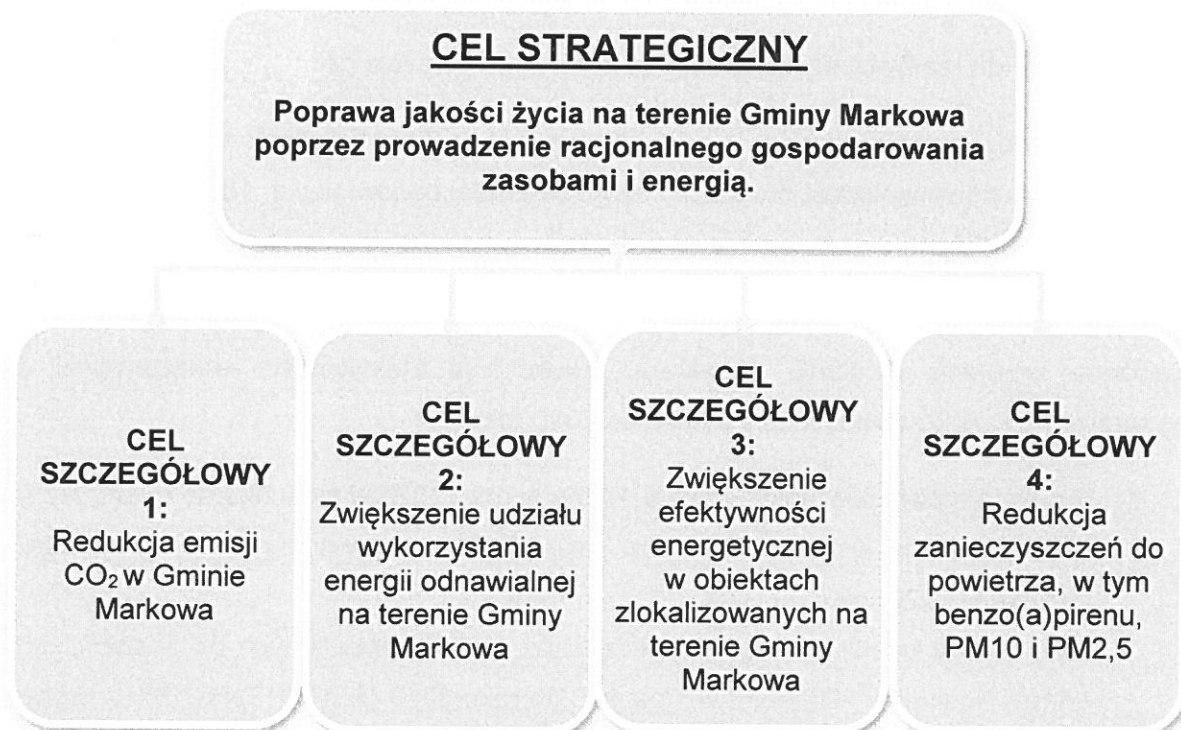 CEL STRATEGICZNY
Poprawa jakości życia na terenie Gminy Markowa
poprzez prowadzenie racjonalnego gospodarowania
zasobami i energią.
CEL
SZCZEGÓŁOWY
1:
Redukcja emisji
CO₂ w Gminie
Markowa
CEL
SZCZEGÓŁOWY
2:
Zwiększenie udziału
wykorzystania
energii odnawialnej
na terenie Gminy
Markowa
CEL
SZCZEGÓŁOWY
3:
Zwiększenie
efektywności
energetycznej
w obiektach
zlokalizowanych na
terenie Gminy
Markowa
CEL
SZCZEGÓŁOWY
4:
Redukcja
zanieczyszczeń do
powietrza, w tym
benzo(a)pirenu,
PM10 i PM2,5